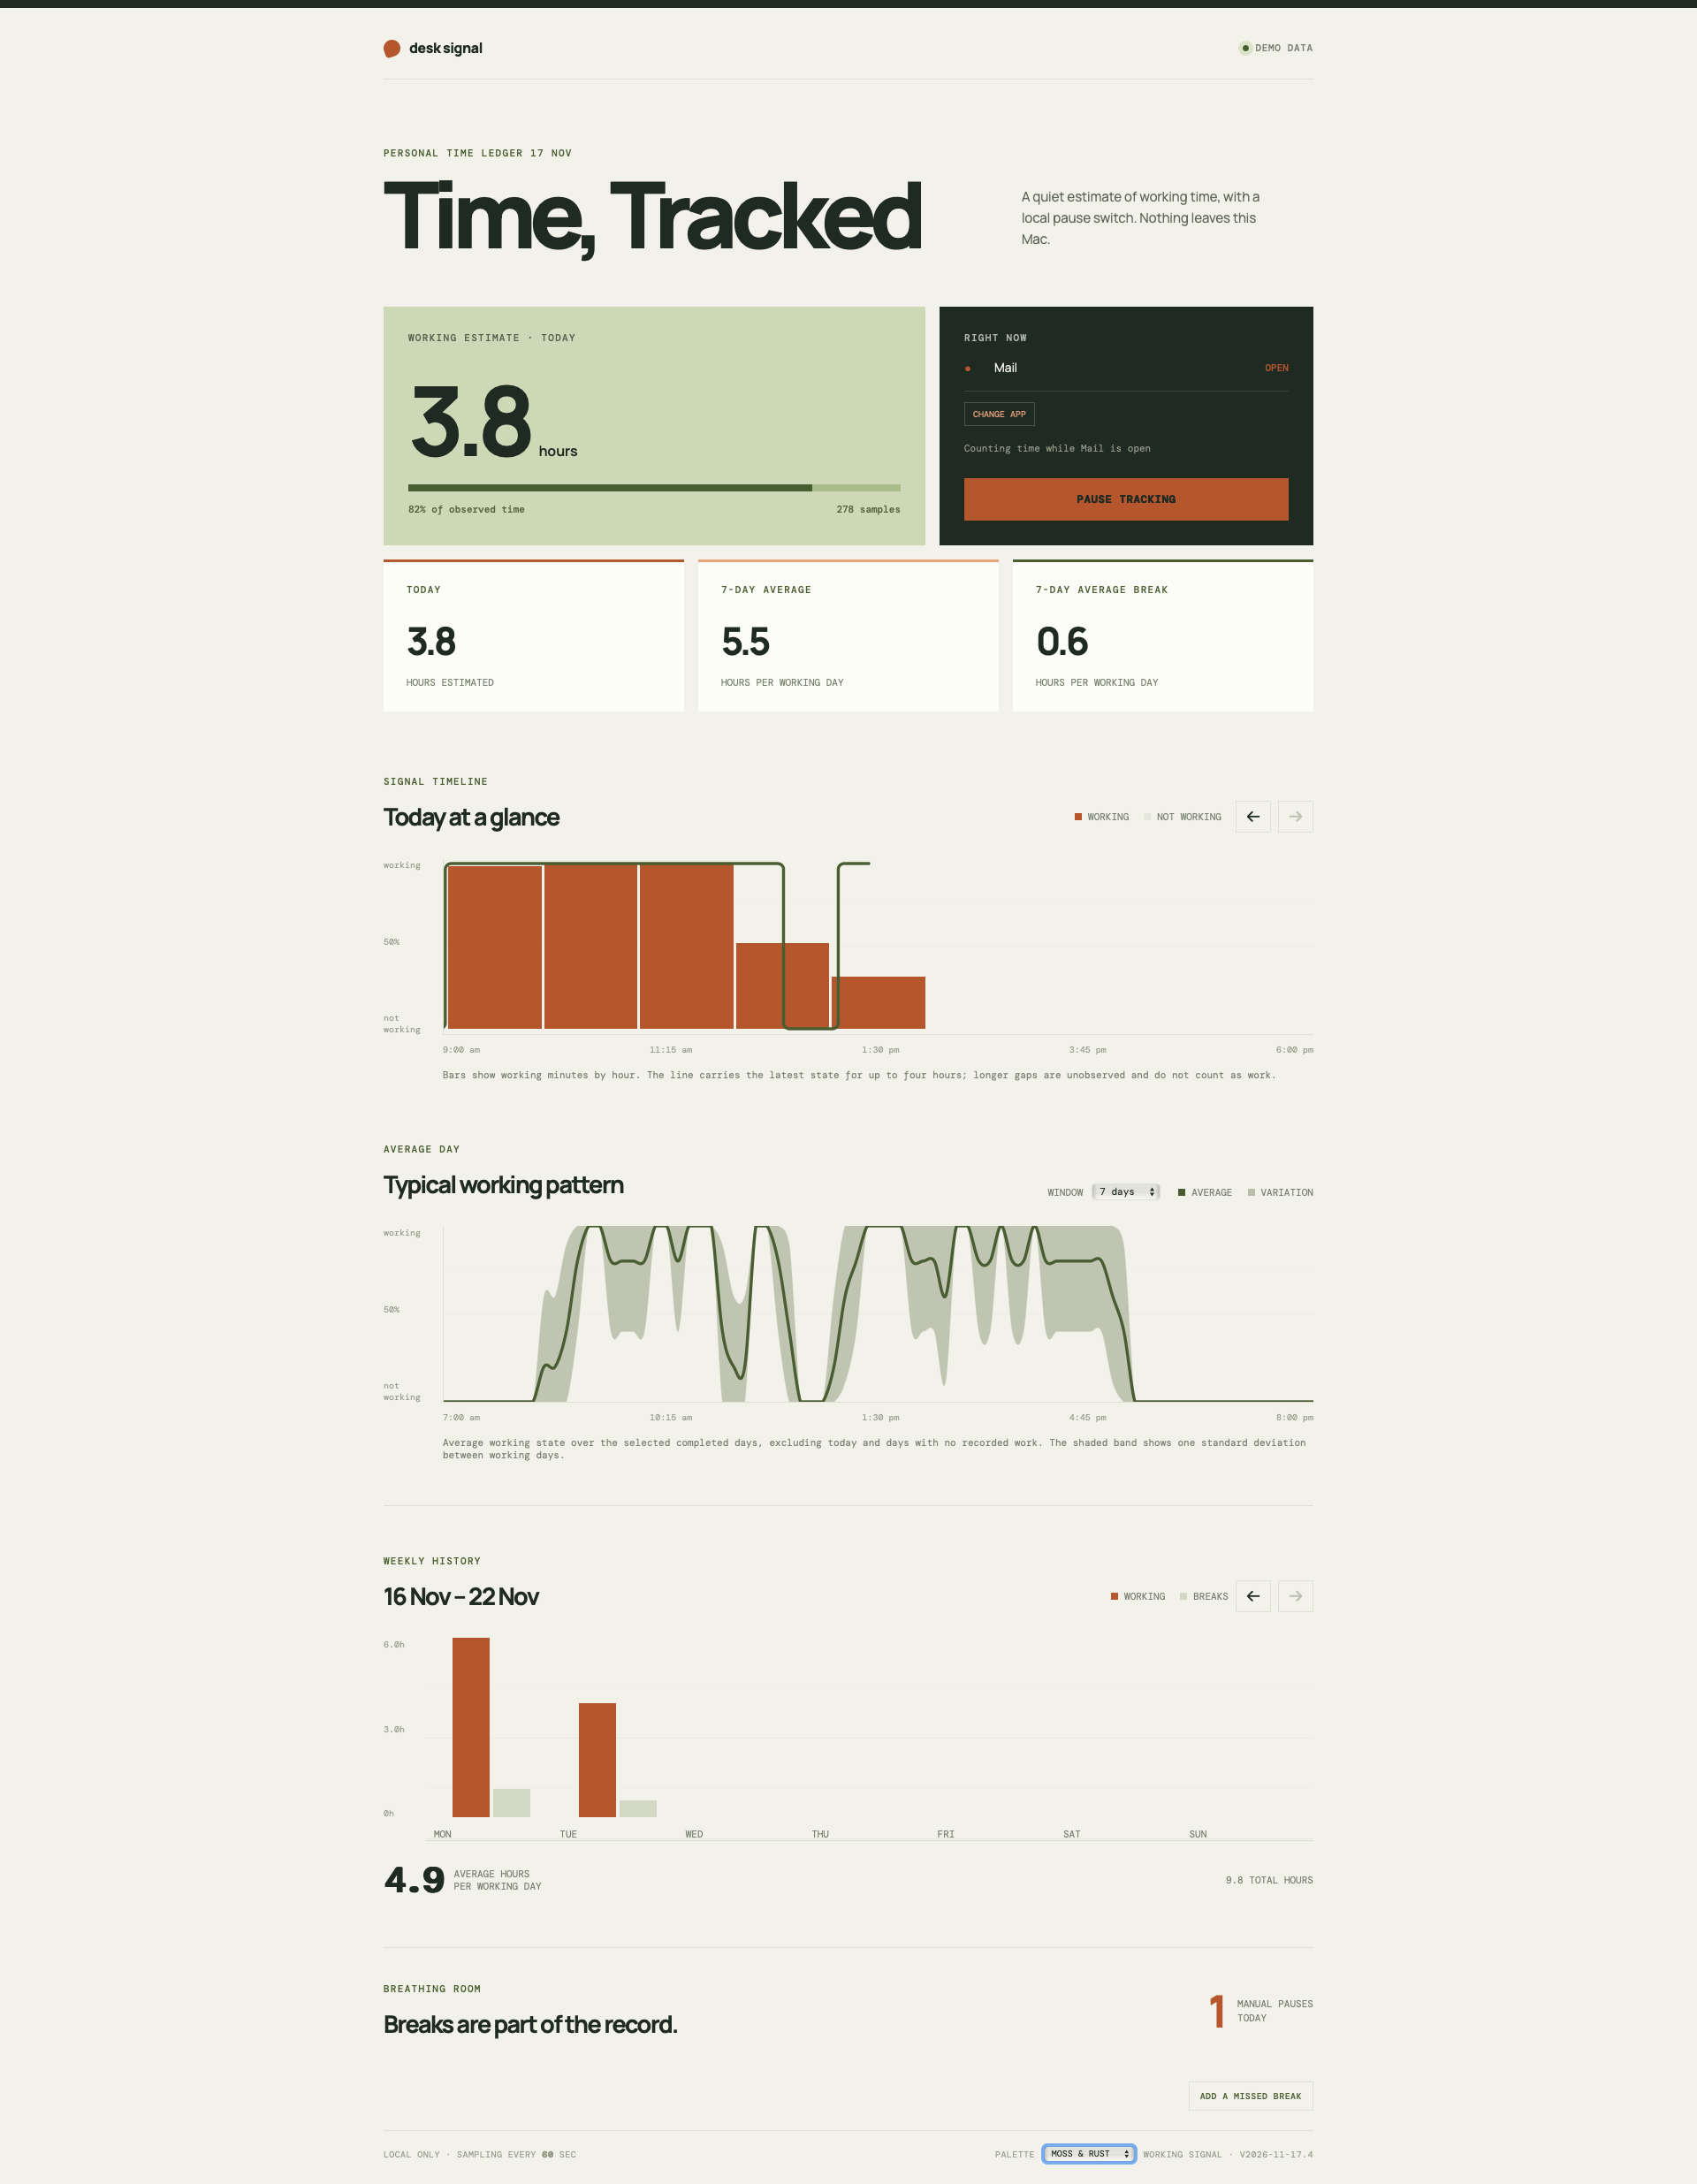 desk signal
DEMO DATA
PERSONAL TIME LEDGER 17 NOV
Time, Tracked
A quiet estimate of working time, with a
local pause switch. Nothing leaves this
Mac.
WORKING ESTIMATE · TODAY
3.8 hours
82% of observed time
278 samples
RIGHT NOW
Mail
OPEN
CHANGE APP
Counting time while Mail is open
PAUSE TRACKING
TODAY
3.8
HOURS ESTIMATED
7-DAY AVERAGE
5.5
HOURS PER WORKING DAY
7-DAY AVERAGE BREAK
0.6
HOURS PER WORKING DAY
SIGNAL TIMELINE
Today at a glance
WORKING
NOT WORKING
working
50%
not
working
9:00 am
11:15 am
1:30 pm
3:45 pm
6:00 pm
Bars show working minutes by hour. The line carries the latest state for up to four hours; longer gaps are unobserved and do not count as work.
AVERAGE DAY
Typical working pattern
WINDOW
7 days
AVERAGE
VARIATION
working
50%
not
working
7:00 am
10:15 am
1:30 pm
4:45 pm
8:00 pm
Average working state over the selected completed days, excluding today and days with no recorded work. The shaded band shows one standard deviation
between working days.
WEEKLY HISTORY
16 Nov – 22 Nov
WORKING
BREAKS
6.0h
3.0h
0h
MON
TUE
WED
THU
FRI
SAT
SUN
4.9
AVERAGE HOURS
PER WORKING DAY
9.8 TOTAL HOURS
BREATHING ROOM
Breaks are part of the record.
1
MANUAL PAUSES
TODAY
ADD A MISSED BREAK
LOCAL ONLY · SAMPLING EVERY 60 SEC
PALETTE
MOSS & RUST
WORKING SIGNAL · V2026-11-17.4